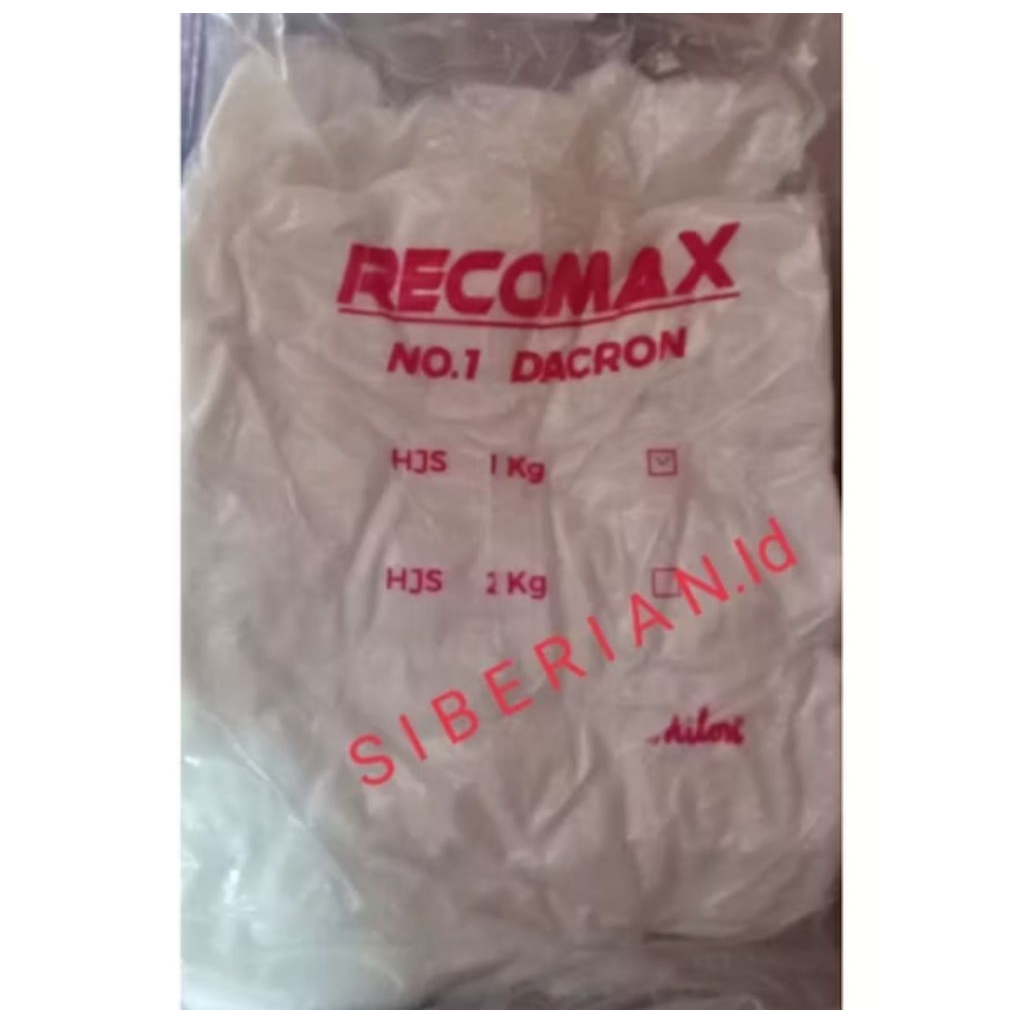 RECOMAX
NO.1 DACRON
HJS 1 Kg
HJS 2 Kg
SIBERIAN.Id